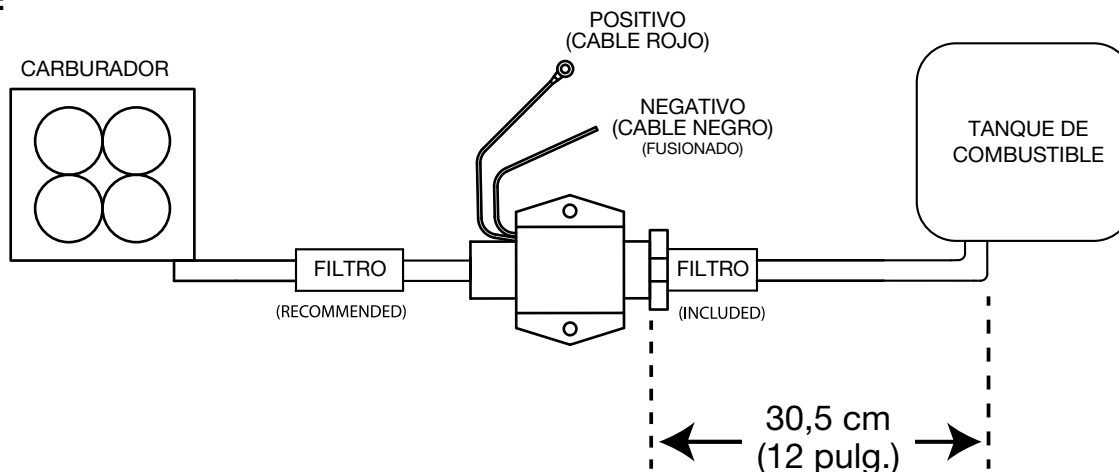 POSITIVO
(CABLE ROJO)
CARBURADOR
NEGATIVO
(CABLE NEGRO)
(FUSIONADO)
TANQUE DE
COMBUSTIBLE
FILTRO
(RECOMMENDED)
FILTRO
(INCLUDED)
30,5 cm
(12 pulg.)